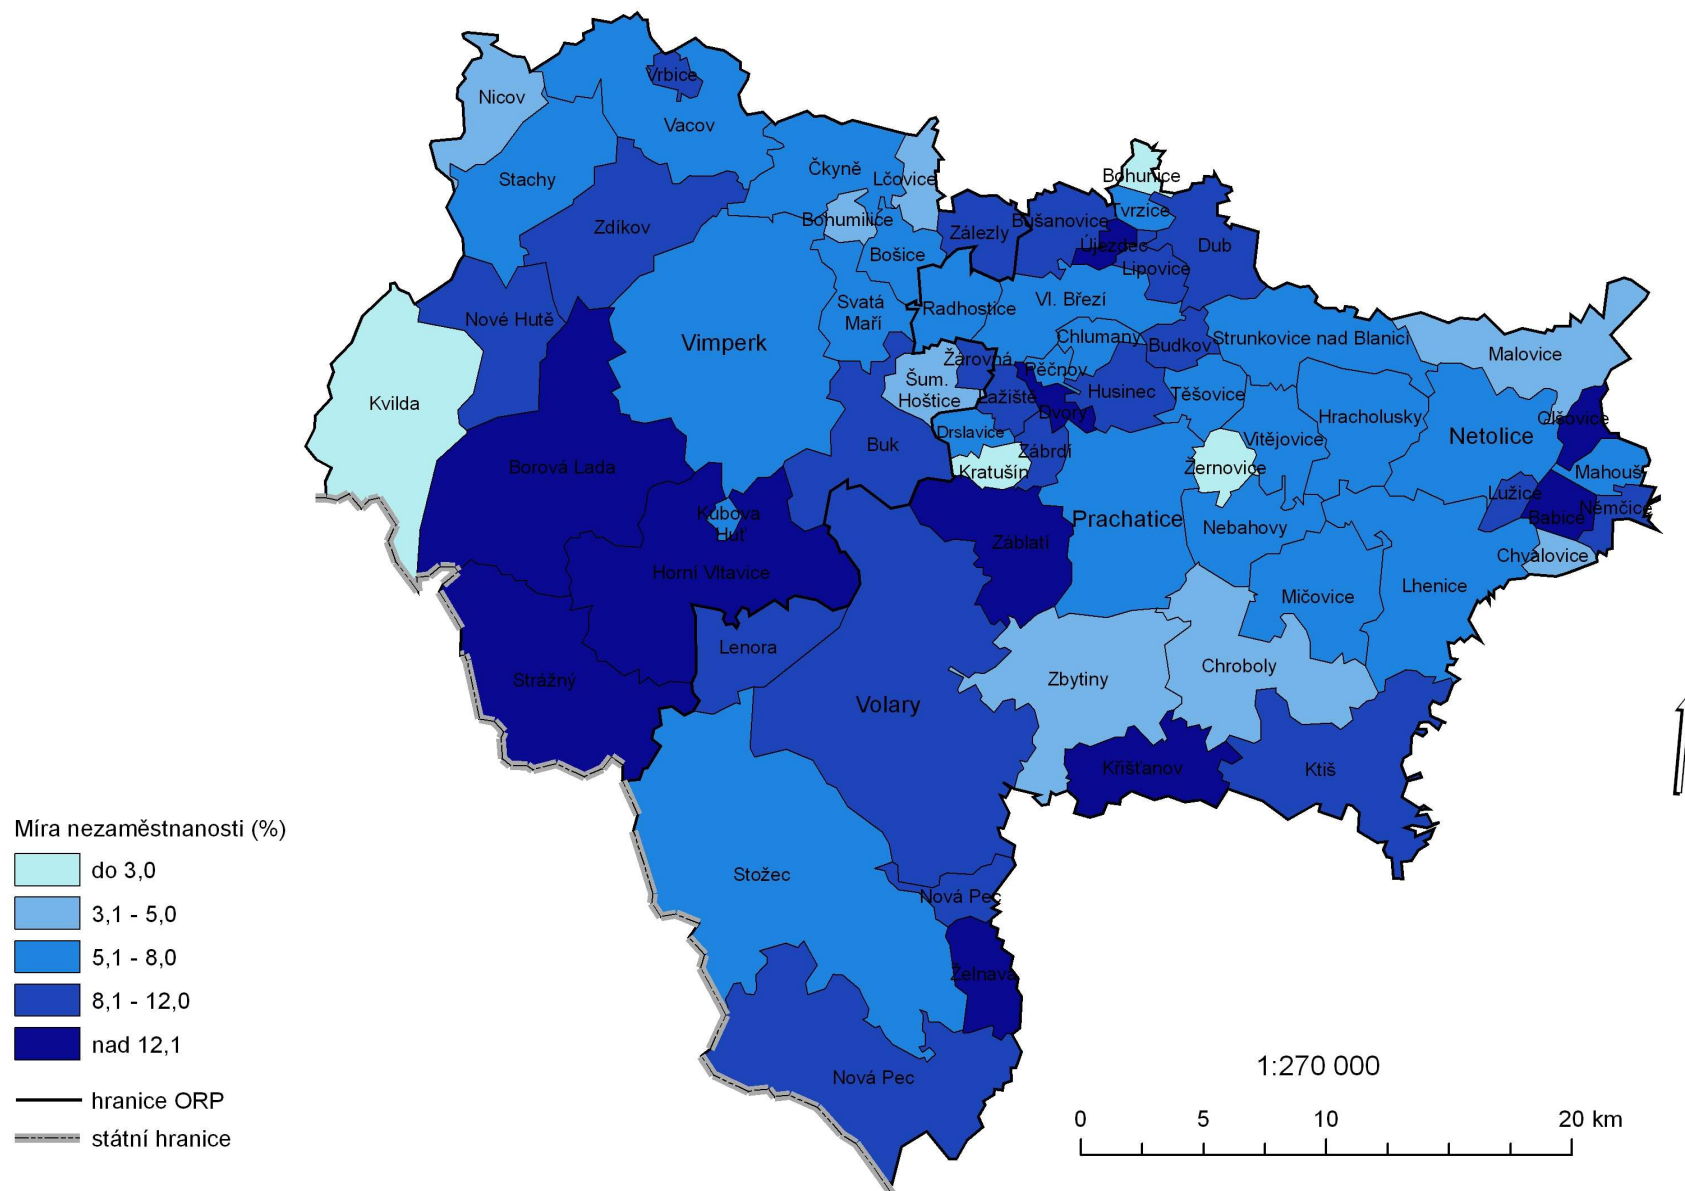 Vrbice
Nicov
Vacov
Čkyně
Stachy
Lčovice
Bohunice
Bohumilice
Zdíkov
Zálezly
Bušanovice
Tvrzice
Újezdec
Dub
Bošice
Lipovice
Svatá
Maří
Radhostice
Vl. Březí
Nové Hutě
Vimperk
Chlumany
Budkov
Strunkovice nad Blanicí
Malovice
Žárovná
Pěčnov
Šum.
Hoštice
Lažiště
Husinec
Těšovice
Kvilda
Dvory
Hracholusky
Olšovice
Drslavice
Buk
Zábrdí
Vitějovice
Netolice
Borová Lada
Kratušín
Žernovice
Mahouš
Lužice
Kubova
Huť
Prachatice
Nebahovy
Babice
Němčice
Záblatí
Chvalovice
Horní Vltavice
Mičovice
Lhenice
Lenora
Strážný
Zbytiny
Chroboly
Volary
Křišťanov
Ktiš
Stožec
Nová Pec
Želnava
Nová Pec
Míra nezaměstnanosti (%)
do 3,0
3,1 - 5,0
5,1 - 8,0
8,1 - 12,0
nad 12,1
hranice ORP
státní hranice
1:270 000
0 5 10 20 km